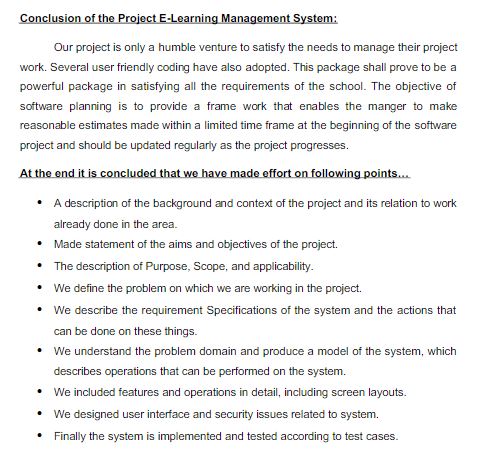 Conclusion of the Project E-Learning Management System:
Our project is only a humble venture to satisfy the needs to manage their project
work. Several user friendly coding have also adopted. This package shall prove to be a
powerful package in satisfying all the requirements of the school. The objective of
software planning is to provide a frame work that enables the manger to make
reasonable estimates made within a limited time frame at the beginning of the software
project and should be updated regularly as the project progresses.
At the end it is concluded that we have made effort on following points…
• A description of the background and context of the project and its relation to work
already done in the area.
• Made statement of the aims and objectives of the project.
• The description of Purpose, Scope, and applicability.
• We define the problem on which we are working in the project.
• We describe the requirement Specifications of the system and the actions that
can be done on these things.
• We understand the problem domain and produce a model of the system, which
describes operations that can be performed on the system.
• We included features and operations in detail, including screen layouts.
• We designed user interface and security issues related to system.
• Finally the system is implemented and tested according to test cases.